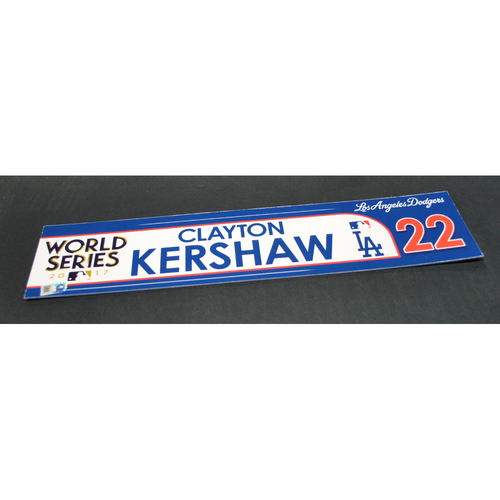 WORLD
SERIES
2017
CLAYTON
KERSHAW
LA
Los Angeles Dodgers
22